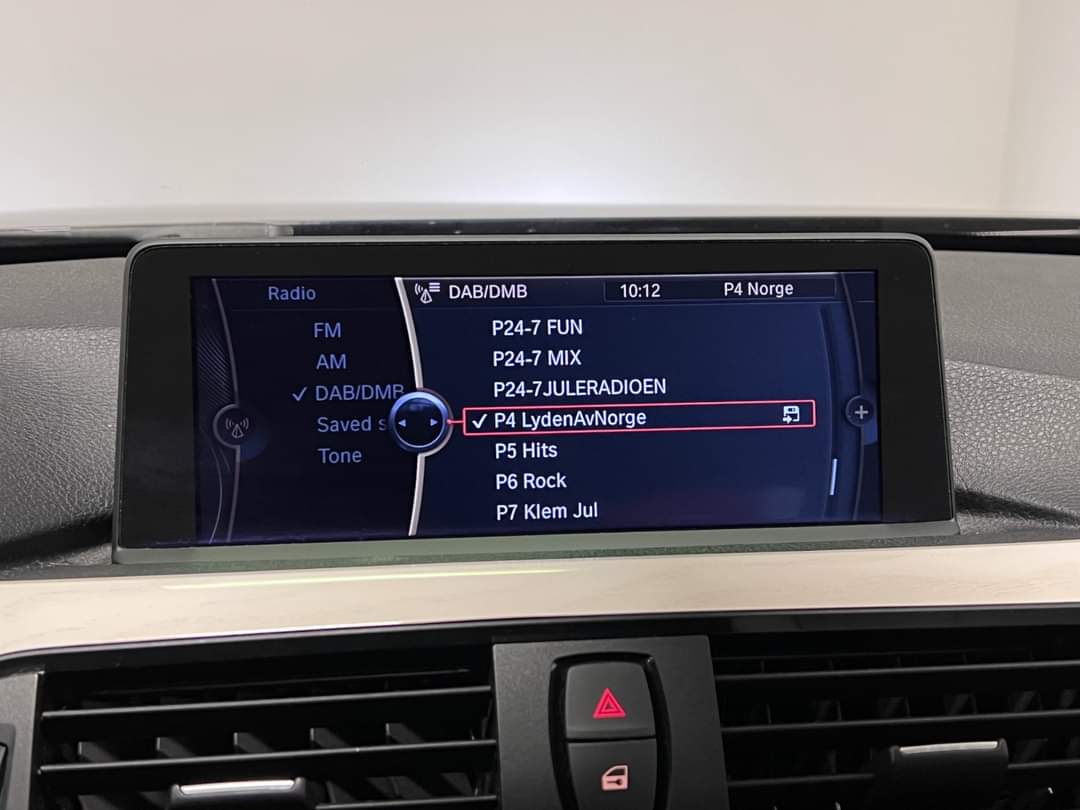 Radio
FM
AM
DAB/DMB
Saved s
Tone
DAB/DMB
10:12
P4 Norge
P24-7 FUN
P24-7 MIX
P24-7JULERADIOEN
P4 LydenAvNorge
P5 Hits
P6 Rock
P7 Klem Jul